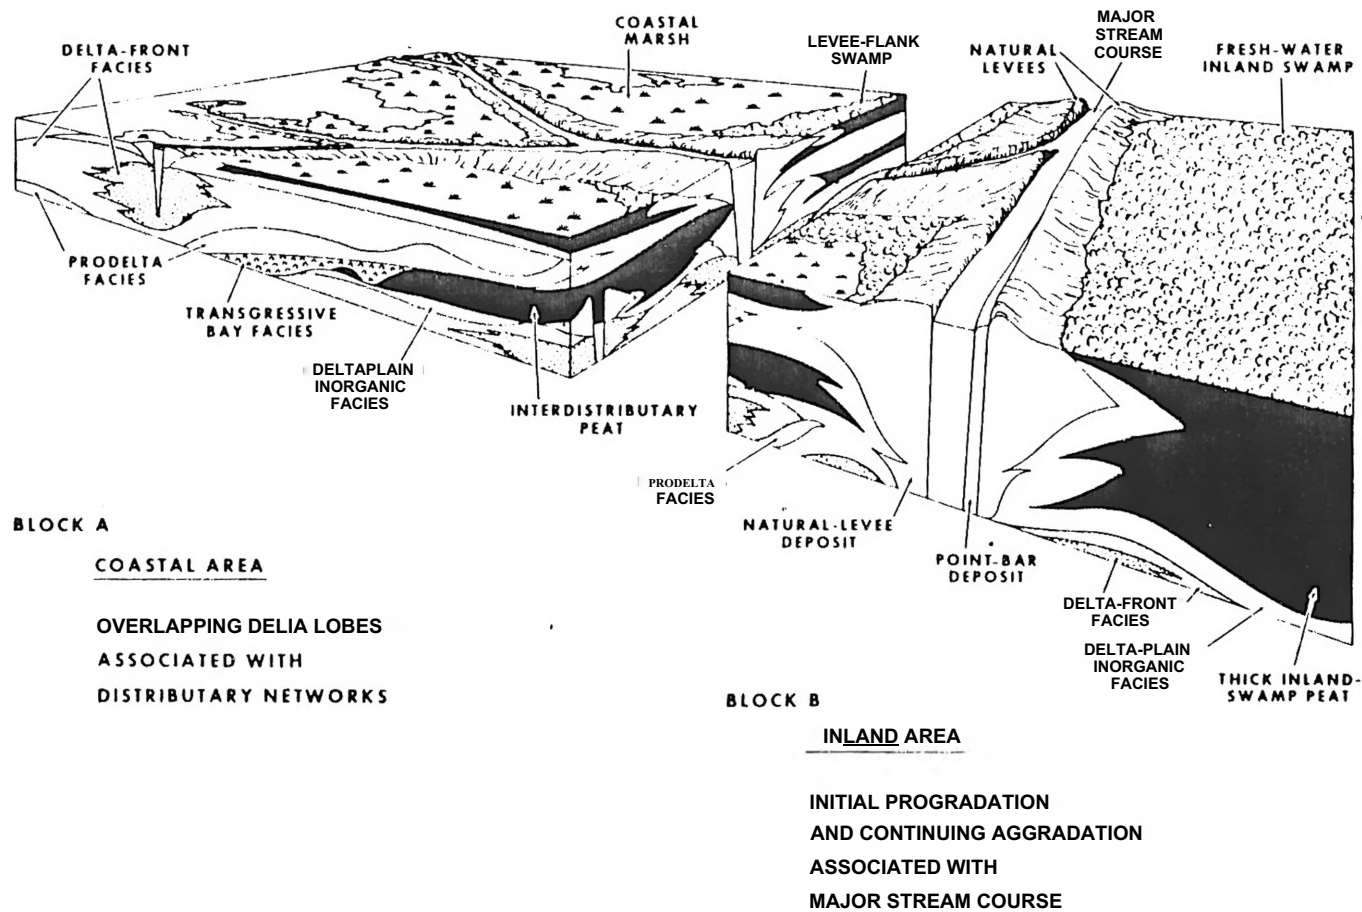 COASTAL
MARSH
MAJOR
STREAM
COURSE
DELTA-FRONT
FACIES
LEVEE-FLANK
SWAMP
NATURAL
LEVEES
FRESH-WATER
INLAND SWAMP
PRODELTA
FACIES
TRANSGRESSIVE
BAY FACIES
DELTAPLAIN
INORGANIC
FACIES
INTERDISTRIBUTARY
PEAT
PRODELTA
FACIES
NATURAL-LEVEE
DEPOSIT
POINT-BAR
DEPOSIT
DELTA-FRONT
FACIES
DELTA-PLAIN
INORGANIC
FACIES
THICK INLAND-
SWAMP PEAT
BLOCK A
COASTAL AREA
OVERLAPPING DELIA LOBES
ASSOCIATED WITH
DISTRIBUTARY NETWORKS
BLOCK B
INLAND AREA
INITIAL PROGRADATION
AND CONTINUING AGGRADATION
ASSOCIATED WITH
MAJOR STREAM COURSE